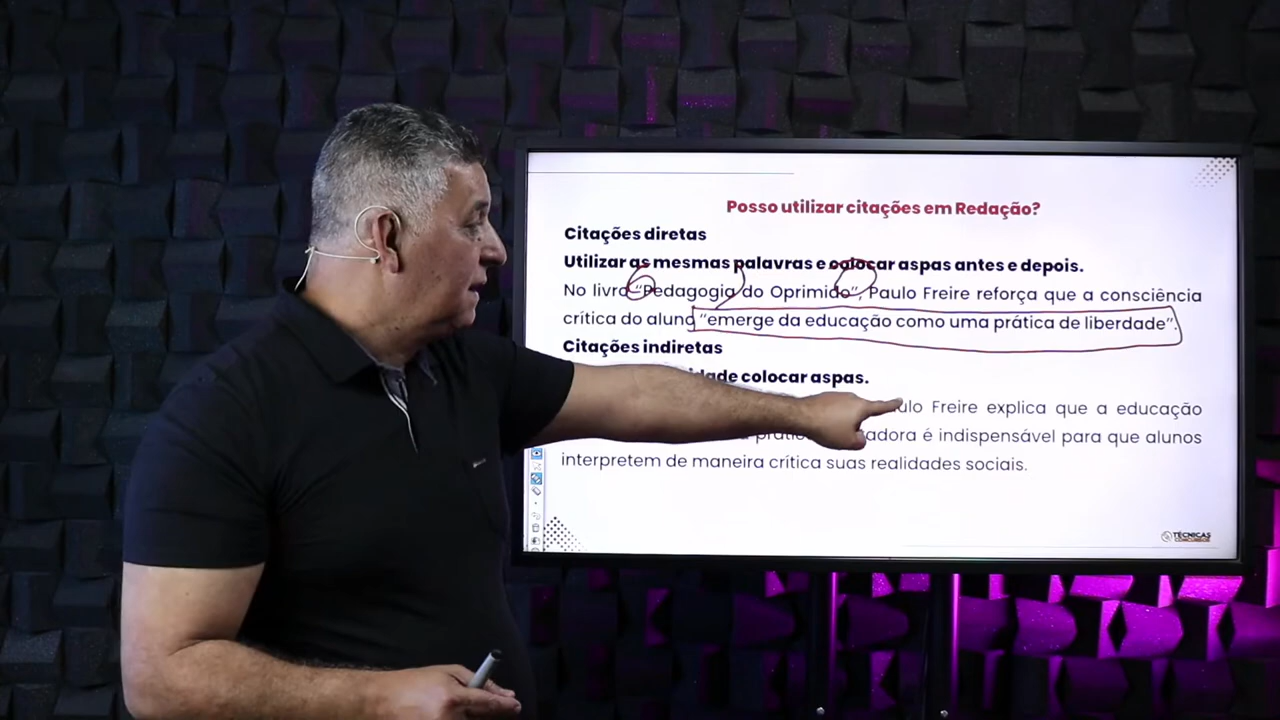 Posso utilizar citações em Redação?
Citações diretas
Utilizar as mesmas palavras e colocar aspas antes e depois.
No livro “Pedagogia do Oprimido”, Paulo Freire reforça que a consciência
crítica do aluno “emerge da educação como uma prática de liberdade”.
Citações indiretas
colocar aspas.
Freire explica que a educação
é indispensável para que alunos
interpretem de maneira crítica suas realidades sociais.
TÉCNICAS
CONCURSOS